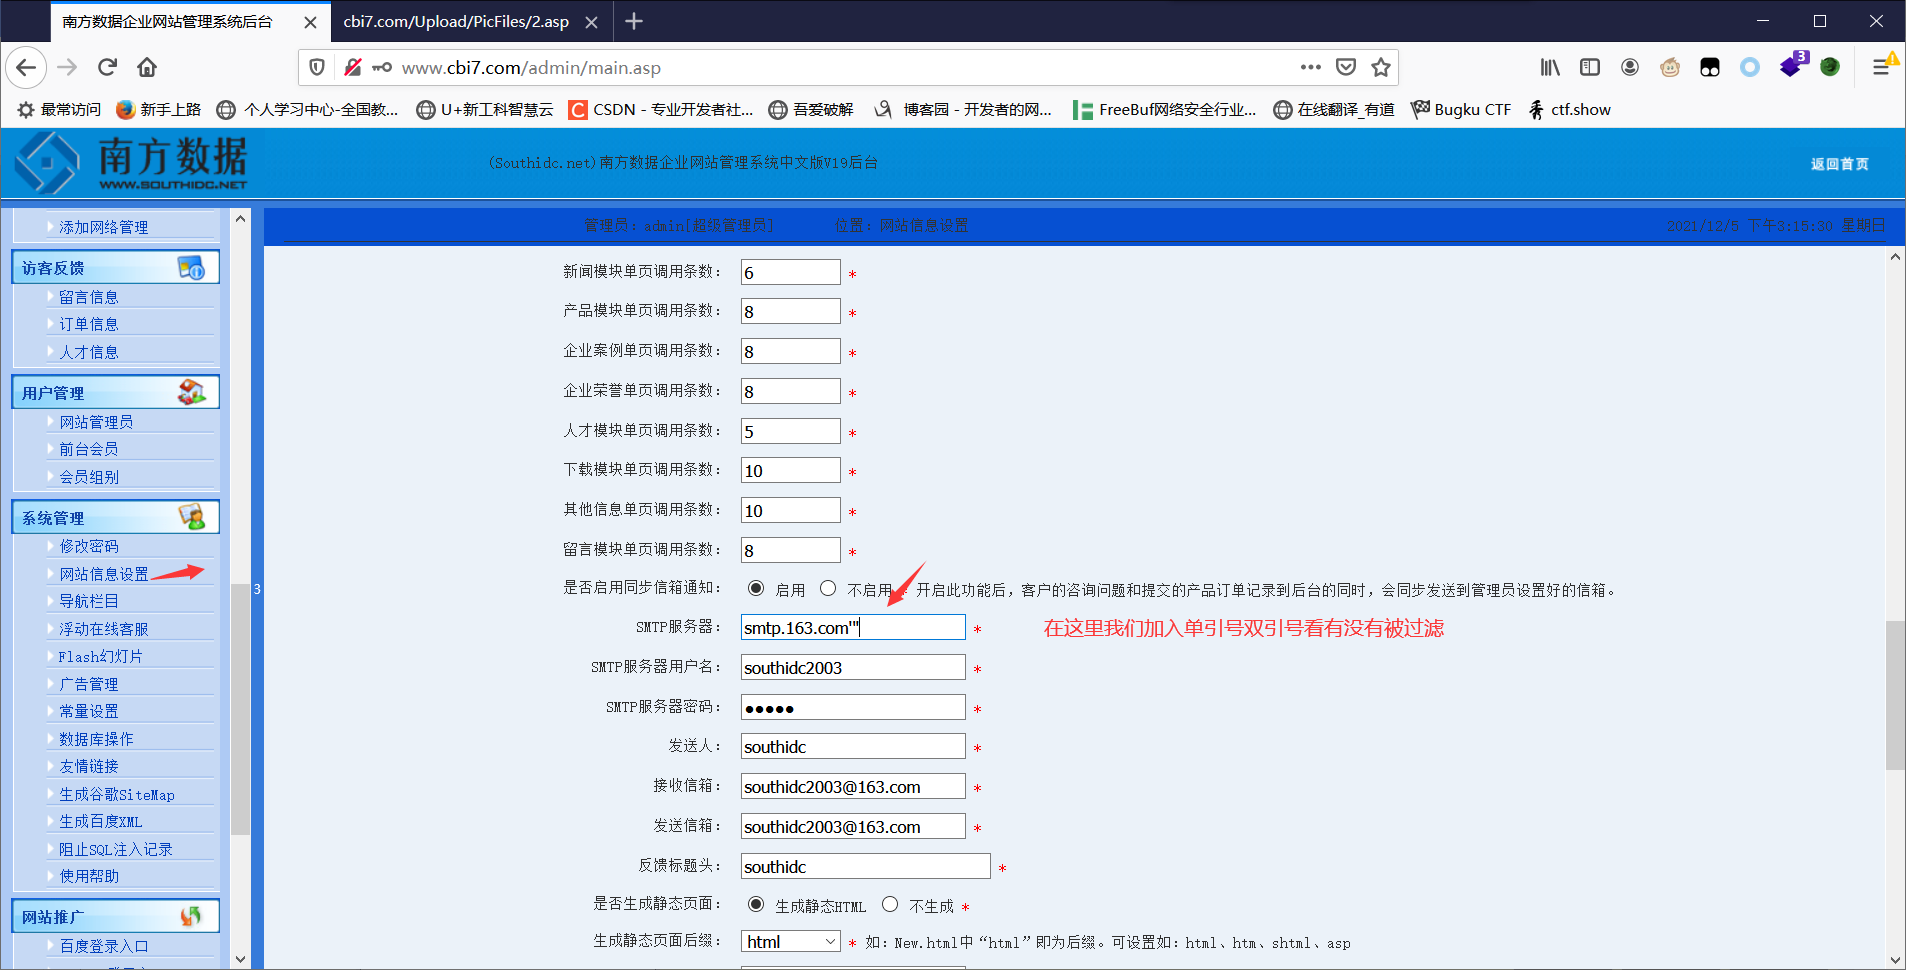 南方数据企业网站管理系统后台
cbi7.com/Upload/PicFiles/2.asp
www.cbi7.com/admin/main.asp
3
最常访问 新手上路 个人学习中心-全国教... U+新工科智慧云 CSDN - 专业开发者社... 吾爱破解 博客园 - 开发者的网... FreeBuf网络安全行业... 在线翻译_有道 Bugku CTF ctf.show
南方数据
WWW.SOUTHIDC.NET
(Southidc.net)南方数据企业网站管理系统中文版V19后台
返回首页
管理员：admin[超级管理员] 位置：网站信息设置 2021/12/5 下午3:15:30 星期日
添加网络管理
访客反馈
留言信息
订单信息
人才信息
用户管理
网站管理员
前台会员
会员组别
系统管理
修改密码
网站信息设置
导航栏目
浮动在线客服
Flash幻灯片
广告管理
常量设置
数据库操作
友情链接
生成谷歌SiteMap
生成百度XML
阻止SQL注入记录
使用帮助
网站推广
百度登录入口
3
新闻模块单页调用条数： 6 *
产品模块单页调用条数： 8 *
企业案例单页调用条数： 8 *
企业荣誉单页调用条数： 8 *
人才模块单页调用条数： 5 *
下载模块单页调用条数： 10 *
其他信息单页调用条数： 10 *
留言模块单页调用条数： 8 *
是否启用同步信箱通知： 启用 不启用 开启此功能后，客户的咨询问题和提交的产品订单记录到后台的同时，会同步发送到管理员设置好的信箱。
SMTP服务器： smtp.163.com'" * 在这里我们加入单引号双引号看有没有被过滤
SMTP服务器用户名： southidc2003 *
SMTP服务器密码： ●●●●● *
发送人： southidc *
接收信箱： southidc2003@163.com *
发送信箱： southidc2003@163.com *
反馈标题头： southidc *
是否生成静态页面： 生成静态HTML 不生成 *
生成静态页面后缀： html * 如：New.html中“html”即为后缀。可设置如：html、htm、shtml、asp